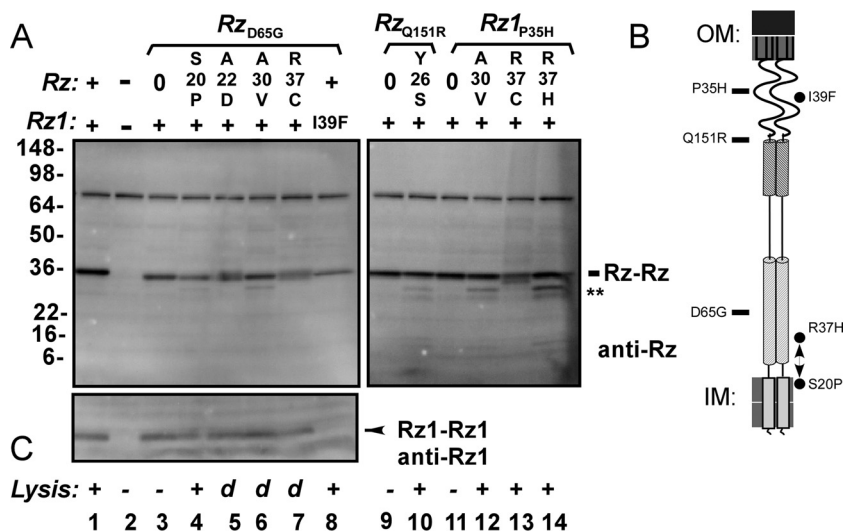 A
Rz D65G
Rz Q151R
Rz1 P35H
B
S A A R
Y A R R
Rz: + - 0 20 22 30 37 +
0 26 0 30 37 37
P D V C
S V C H
Rz1: + - + + + + + I39F
+ + + + + +
148-
98-
64-
50-
36-
22-
16-
6-
-Rz-Rz
**
anti-Rz
Rz1-Rz1
anti-Rz1
C
Lysis: + - - + d d d + - + - + + +
1 2 3 4 5 6 7 8 9 10 11 12 13 14
OM:
P35H
I39F
Q151R
D65G
R37H
S20P
IM: